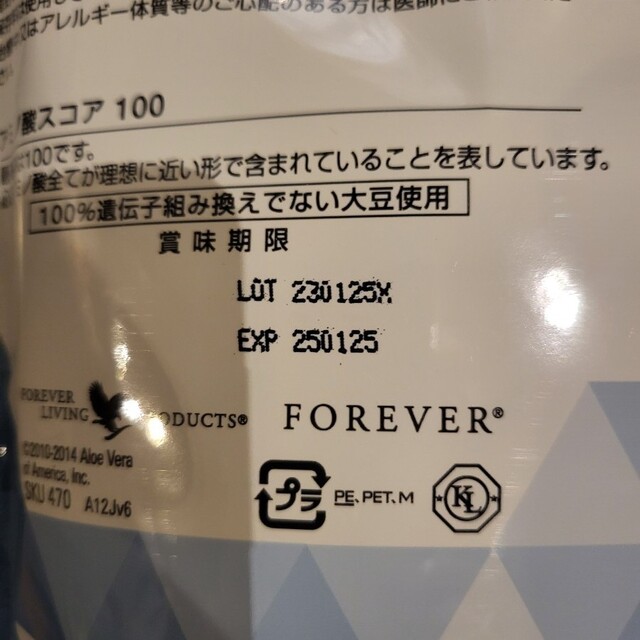 アレルギー体質等のご心配のある方は医師に
酸スコア 100
100です。
酸全てが理想に近い形で含まれていることを表しています。
100%遺伝子組み換えでない大豆使用
賞味期限
LOT 230125X
EXP 250125
FOREVER
LIVING
PRODUCTS®
FOREVER®
©2010-2014 Aloe Vera
of America, Inc.
SKU 470 A12Jv6
プラ
PE, PET, M
KL